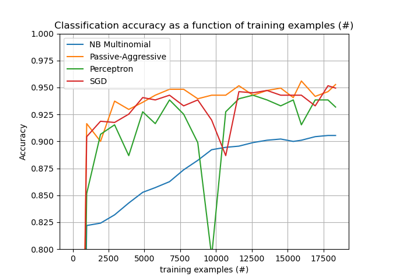 Classification accuracy as a function of training examples (#)
1.000
NB Multinomial
Passive-Aggressive
Perceptron
SGD
0.975
0.950
0.925
0.900
0.875
0.850
0.825
0.800
Accuracy
0 2500 5000 7500 10000 12500 15000 17500
training examples (#)